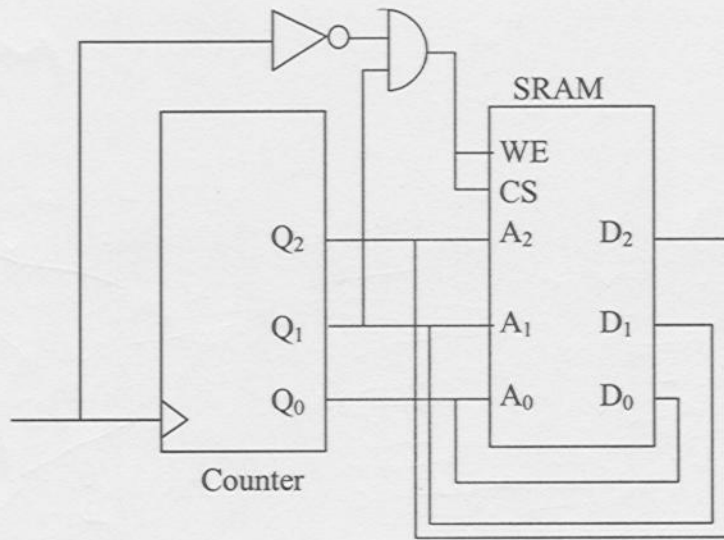 SRAM
WE
CS
Q₂ A₂ D₂
Q₁ A₁ D₁
Q₀ A₀ D₀
Counter